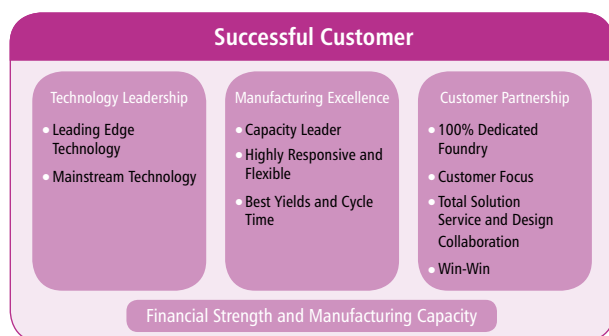 Successful Customer
Technology Leadership
• Leading Edge
Technology
• Mainstream Technology
Manufacturing Excellence
• Capacity Leader
• Highly Responsive and
Flexible
• Best Yields and Cycle
Time
Customer Partnership
• 100% Dedicated
Foundry
• Customer Focus
• Total Solution
Service and Design
Collaboration
• Win-Win
Financial Strength and Manufacturing Capacity